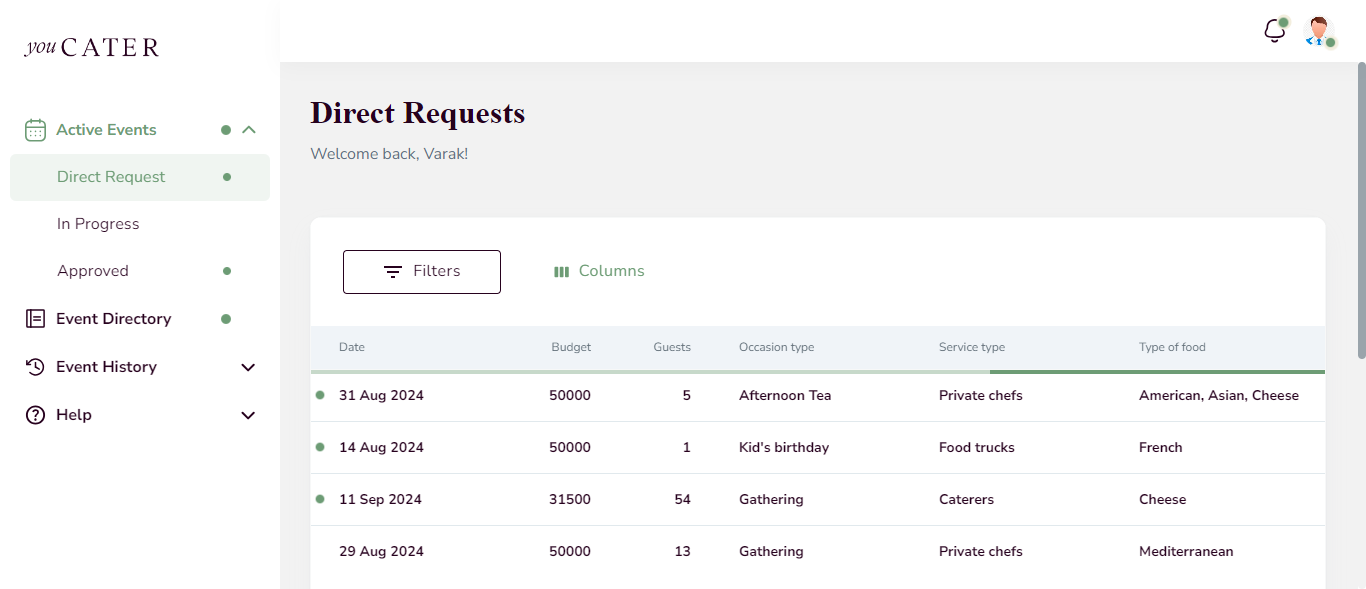 you CATER
Active Events
Direct Request
In Progress
Approved
Event Directory
Event History
Help
Direct Requests
Welcome back, Varak!
Filters Columns
Date Budget Guests Occasion type Service type Type of food
31 Aug 2024 50000 5 Afternoon Tea Private chefs American, Asian, Cheese
14 Aug 2024 50000 1 Kid's birthday Food trucks French
11 Sep 2024 31500 54 Gathering Caterers Cheese
29 Aug 2024 50000 13 Gathering Private chefs Mediterranean